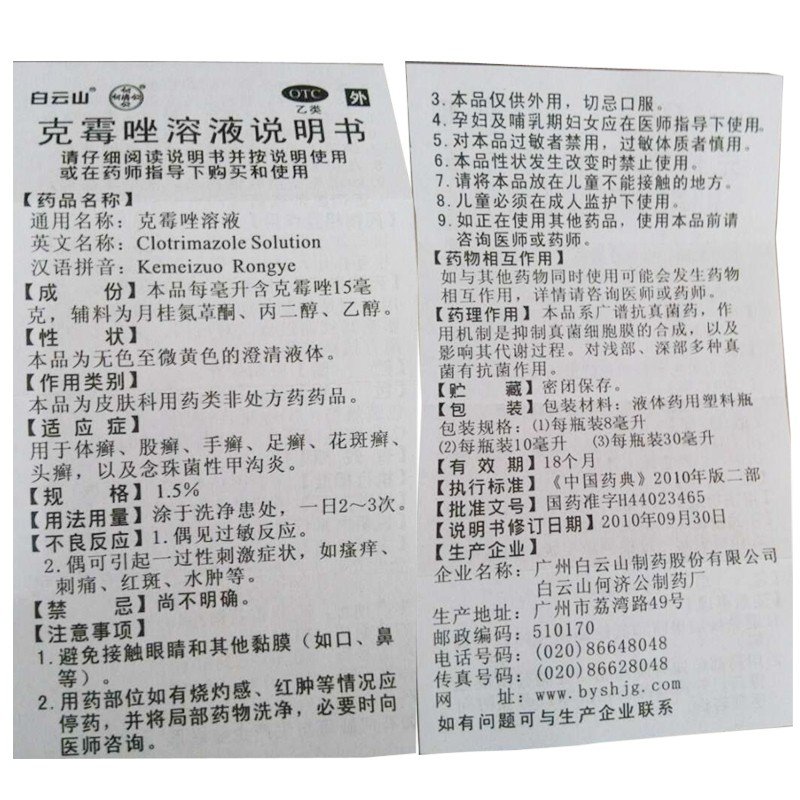 白云山®
OTC
乙类
外
克霉唑溶液说明书
请仔细阅读说明书并按说明使用
或在药师指导下购买和使用
【药品名称】
通用名称：克霉唑溶液
英文名称：Clotrimazole Solution
汉语拼音：Kemeizuo Rongye
【成　份】本品每毫升含克霉唑15毫
克，辅料为月桂氮䓬酮、丙二醇、乙醇。
【性　状】
本品为无色至微黄色的澄清液体。
【作用类别】
本品为皮肤科用药类非处方药药品。
【适 应 症】
用于体癣、股癣、手癣、足癣、花斑癣、
头癣，以及念珠菌性甲沟炎。
【规　格】1.5%
【用法用量】涂于洗净患处，一日2～3次。
【不良反应】1.偶见过敏反应。
2.偶可引起一过性刺激症状，如瘙痒、
刺痛、红斑、水肿等。
【禁　忌】尚不明确。
【注意事项】
1.避免接触眼睛和其他黏膜（如口、鼻
等）。
2.用药部位如有烧灼感、红肿等情况应
停药，并将局部药物洗净，必要时向
医师咨询。
3.本品仅供外用，切忌口服。
4.孕妇及哺乳期妇女应在医师指导下使用。
5.对本品过敏者禁用，过敏体质者慎用。
6.本品性状发生改变时禁止使用。
7.请将本品放在儿童不能接触的地方。
8.儿童必须在成人监护下使用。
9.如正在使用其他药品，使用本品前请
咨询医师或药师。
【药物相互作用】
如与其他药物同时使用可能会发生药物
相互作用，详情请咨询医师或药师。
【药理作用】本品系广谱抗真菌药，作
用机制是抑制真菌细胞膜的合成，以及
影响其代谢过程。对浅部、深部多种真
菌有抗菌作用。
【贮　藏】密闭保存。
【包　装】包装材料：液体药用塑料瓶
包装规格：(1)每瓶装8毫升
(2)每瓶装10毫升　(3)每瓶装30毫升
【有 效 期】18个月
【执行标准】《中国药典》2010年版二部
【批准文号】国药准字H44023465
【说明书修订日期】2010年09月30日
【生产企业】
企业名称：广州白云山制药股份有限公司
白云山何济公制药厂
生产地址：广州市荔湾路49号
邮政编码：510170
电话号码：(020)86648048
传真号码：(020)86628048
网　址：www.byshjg.com
如有问题可与生产企业联系